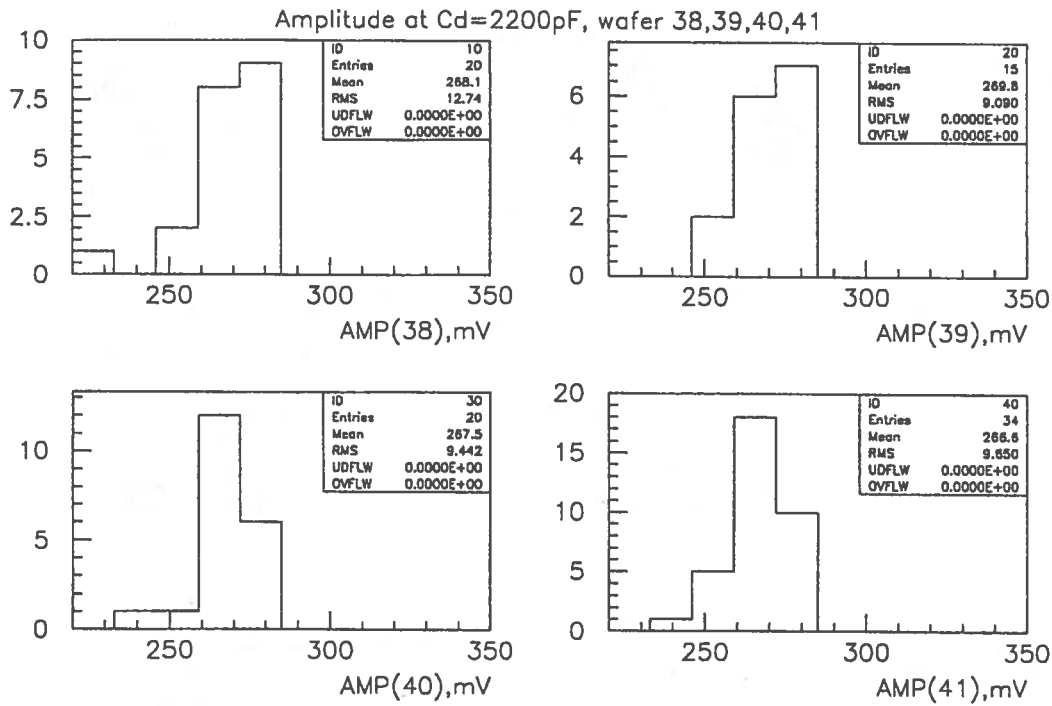 Amplitude at Cd=2200pF, wafer 38,39,40,41
10
7.5
5
2.5
0
250 300 350
AMP(38),mV
ID 10
Entries 20
Mean 268.1
RMS 12.74
UDFLW 0.0000E+00
OVFLW 0.0000E+00
6
4
2
0
250 300 350
AMP(39),mV
ID 20
Entries 15
Mean 269.8
RMS 9.090
UDFLW 0.0000E+00
OVFLW 0.0000E+00
10
5
0
250 300 350
AMP(40),mV
ID 30
Entries 20
Mean 267.5
RMS 9.442
UDFLW 0.0000E+00
OVFLW 0.0000E+00
20
15
10
5
0
250 300 350
AMP(41),mV
ID 40
Entries 34
Mean 266.6
RMS 9.650
UDFLW 0.0000E+00
OVFLW 0.0000E+00